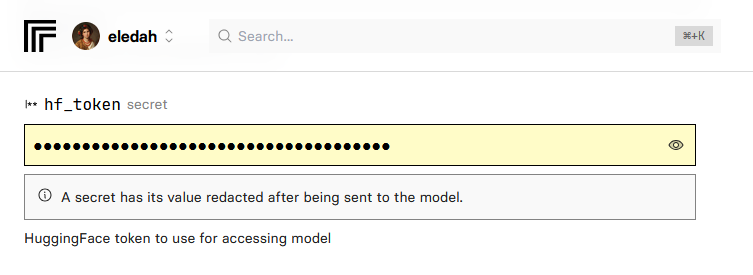 eledah
Search...
⌘+K
hf_token secret
•••••••••••••••••••••••••••••••••••••
A secret has its value redacted after being sent to the model.
HuggingFace token to use for accessing model